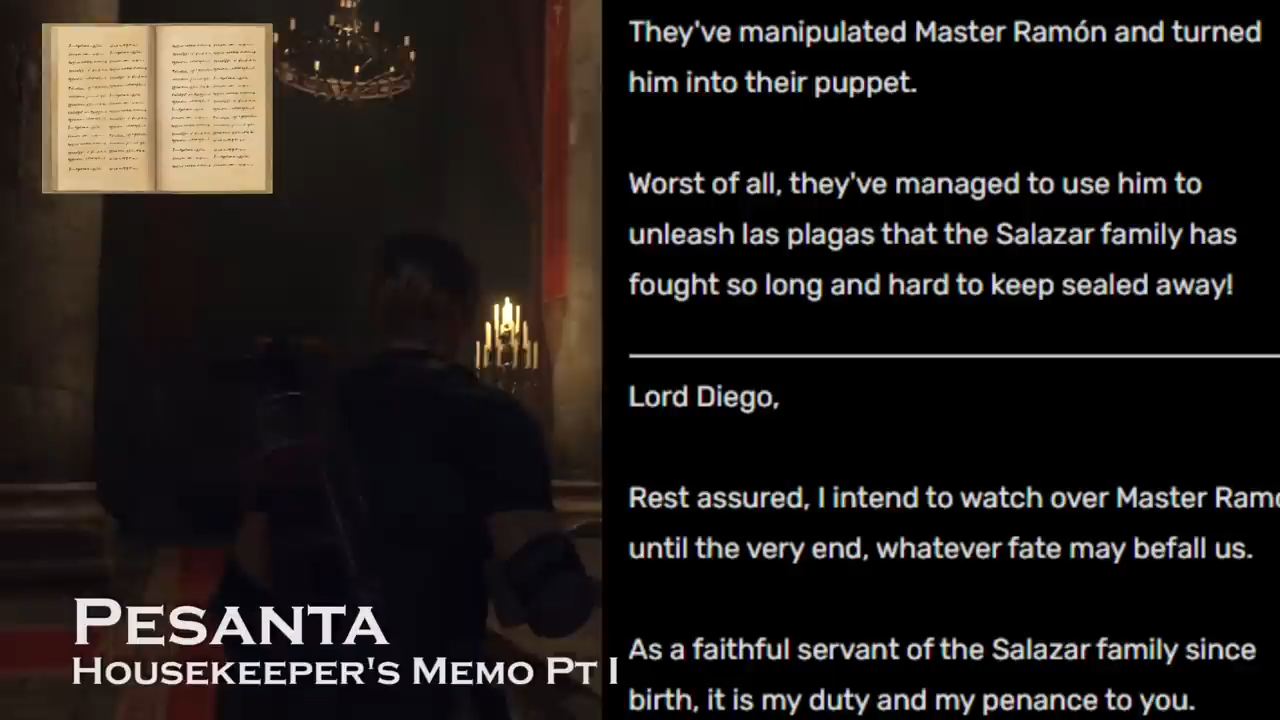 They've manipulated Master Ramón and turned
him into their puppet.
Worst of all, they've managed to use him to
unleash las plagas that the Salazar family has
fought so long and hard to keep sealed away!
Lord Diego,
Rest assured, I intend to watch over Master Ramó
until the very end, whatever fate may befall us.
As a faithful servant of the Salazar family since
birth, it is my duty and my penance to you.
Pesanta
Housekeeper's Memo Pt I